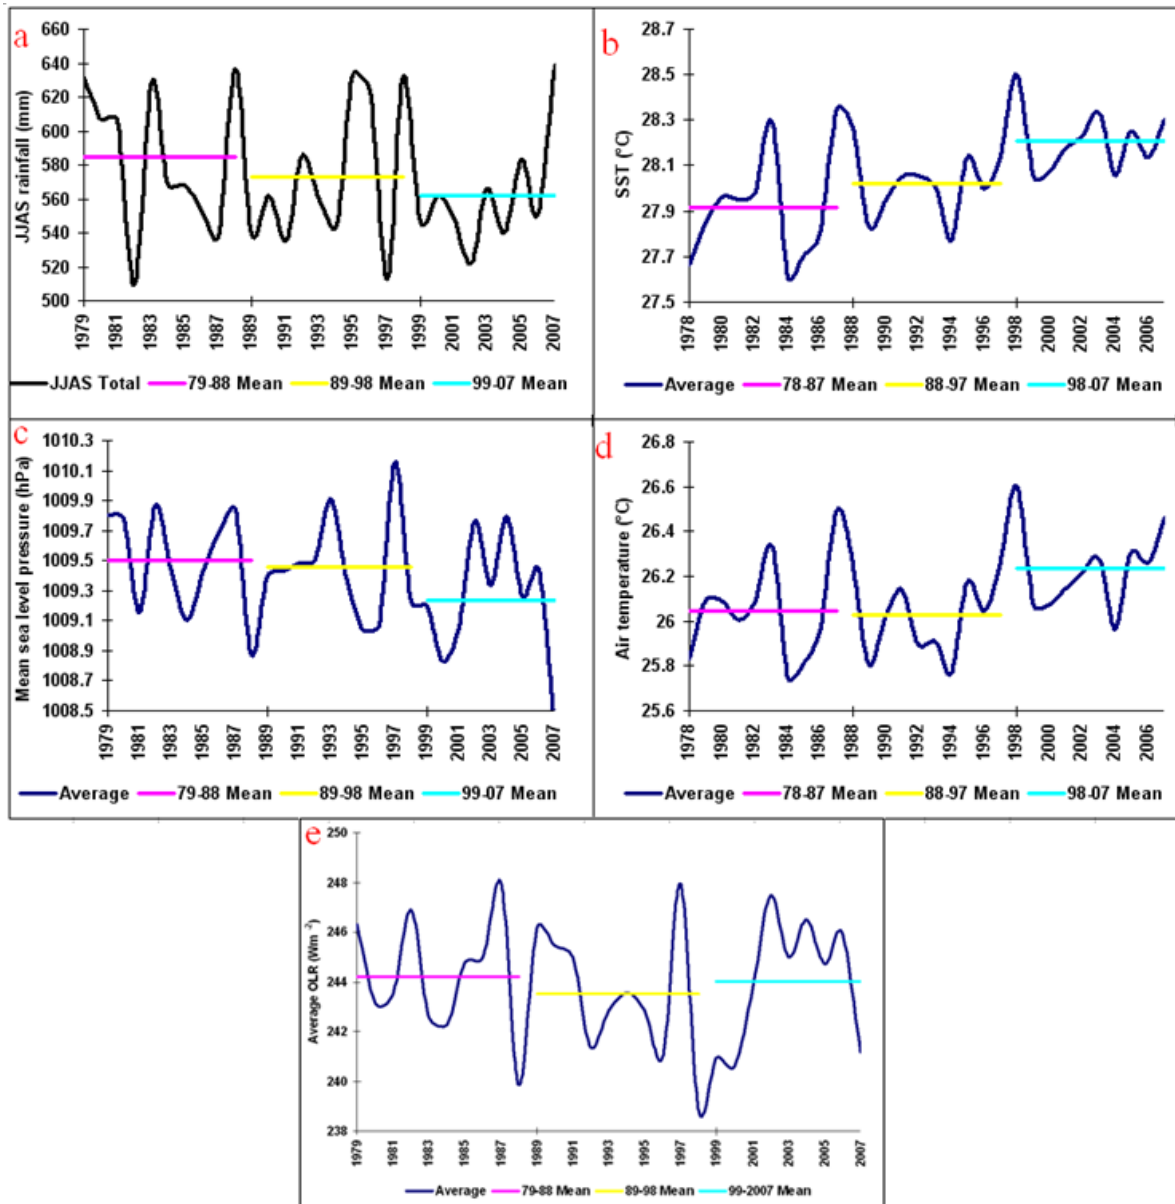 a
JJAS rainfall (mm)
660
640
620
600
580
560
540
520
500
1979 1981 1983 1985 1987 1989 1991 1993 1995 1997 1999 2001 2003 2005 2007
JJAS Total 79-88 Mean 89-98 Mean 99-07 Mean
b
SST (°C)
28.7
28.5
28.3
28.1
27.9
27.7
27.5
1978 1980 1982 1984 1986 1988 1990 1992 1994 1996 1998 2000 2002 2004 2006
Average 78-87 Mean 88-97 Mean 98-07 Mean
c
Mean sea level pressure (hPa)
1010.3
1010.1
1009.9
1009.7
1009.5
1009.3
1009.1
1008.9
1008.7
1008.5
1979 1981 1983 1985 1987 1989 1991 1993 1995 1997 1999 2001 2003 2005 2007
Average 79-88 Mean 89-98 Mean 99-07 Mean
d
Air temperature (°C)
26.8
26.6
26.4
26.2
26
25.8
25.6
1978 1980 1982 1984 1986 1988 1990 1992 1994 1996 1998 2000 2002 2004 2006
Average 78-87 Mean 88-97 Mean 98-07 Mean
e
Average OLR (Wm⁻²)
250
248
246
244
242
240
238
1979 1981 1983 1985 1987 1989 1991 1993 1995 1997 1999 2001 2003 2005 2007
Average 79-88 Mean 89-98 Mean 99-2007 Mean